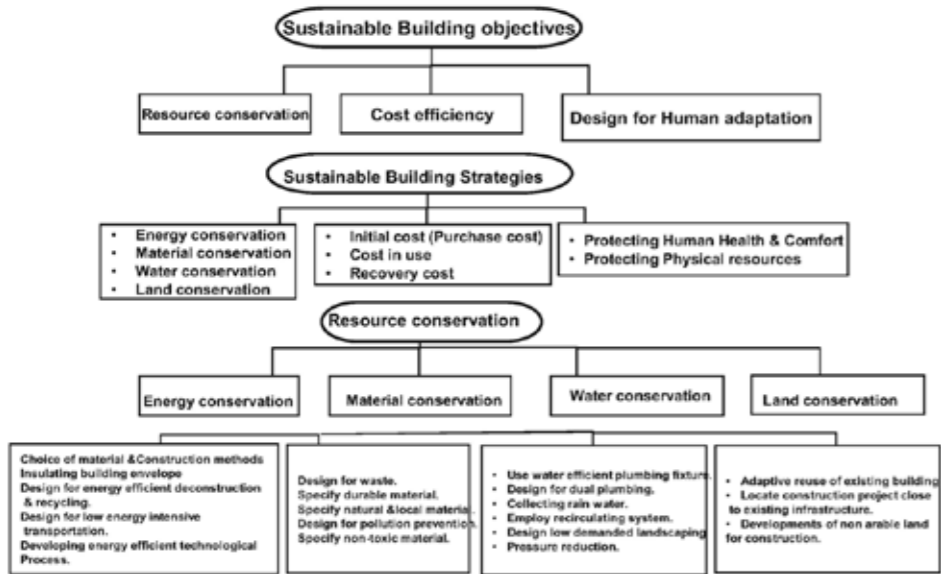 Sustainable Building objectives
Resource conservation
Cost efficiency
Design for Human adaptation
Sustainable Building Strategies
• Energy conservation
• Material conservation
• Water conservation
• Land conservation
• Initial cost (Purchase cost)
• Cost in use
• Recovery cost
• Protecting Human Health & Comfort
• Protecting Physical resources
Resource conservation
Energy conservation
Material conservation
Water conservation
Land conservation
Choice of material &Construction methods
Insulating building envelope
Design for energy efficient deconstruction
& recycling.
Design for low energy intensive
transportation.
Developing energy efficient technological
Process.
Design for waste.
Specify durable material.
Specify natural &local material.
Design for pollution prevention.
Specify non-toxic material.
• Use water efficient plumbing fixture.
• Design for dual plumbing.
• Collecting rain water.
• Employ recirculating system.
• Design low demanded landscaping
• Pressure reduction.
• Adaptive reuse of existing building
• Locate construction project close
to existing infrastructure.
• Developments of non arable land
for construction.